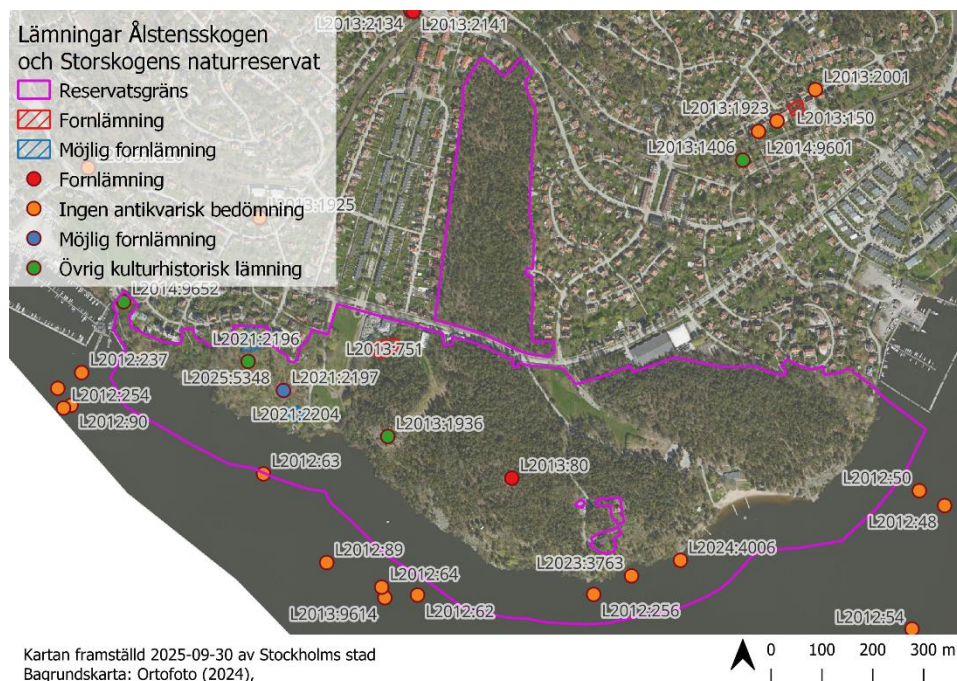 Lämningar Ålstensskogen
och Storskogens naturreservat
Reservatsgräns
Fornlämning
Möjlig fornlämning
Fornlämning
Ingen antikvarisk bedömning
Möjlig fornlämning
Övrig kulturhistorisk lämning
L2013:2134
L2013:2141
L2013:2001
L2013:1923
L2013:150
L2013:1406
L2014:9601
L2013:1925
L2014:9652
L2021:2196
L2013:751
L2012:237
L2025:5348
L2021:2197
L2012:254
L2021:2204
L2012:90
L2013:1936
L2012:63
L2013:80
L2012:50
L2012:48
L2012:89
L2023:3763
L2024:4006
L2012:64
L2013:9614
L2012:62
L2012:256
L2012:54
Kartan framställd 2025-09-30 av Stockholms stad
Bagrundskarta: Ortofoto (2024),
0 100 200 300 m